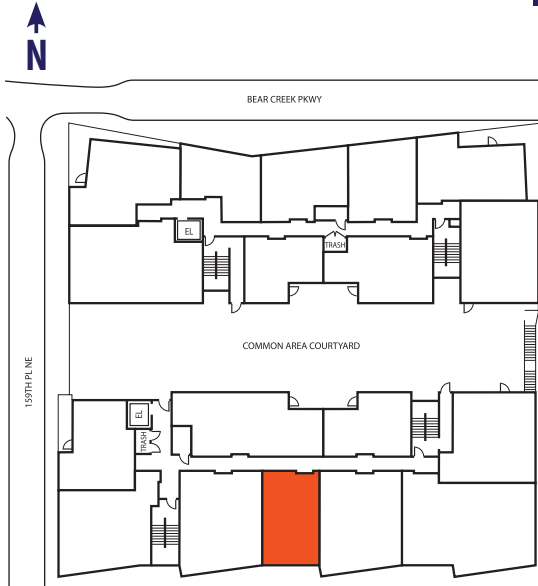 N
BEAR CREEK PKWY
EL
TRASH
COMMON AREA COURTYARD
159TH PL NE
EL
TRASH